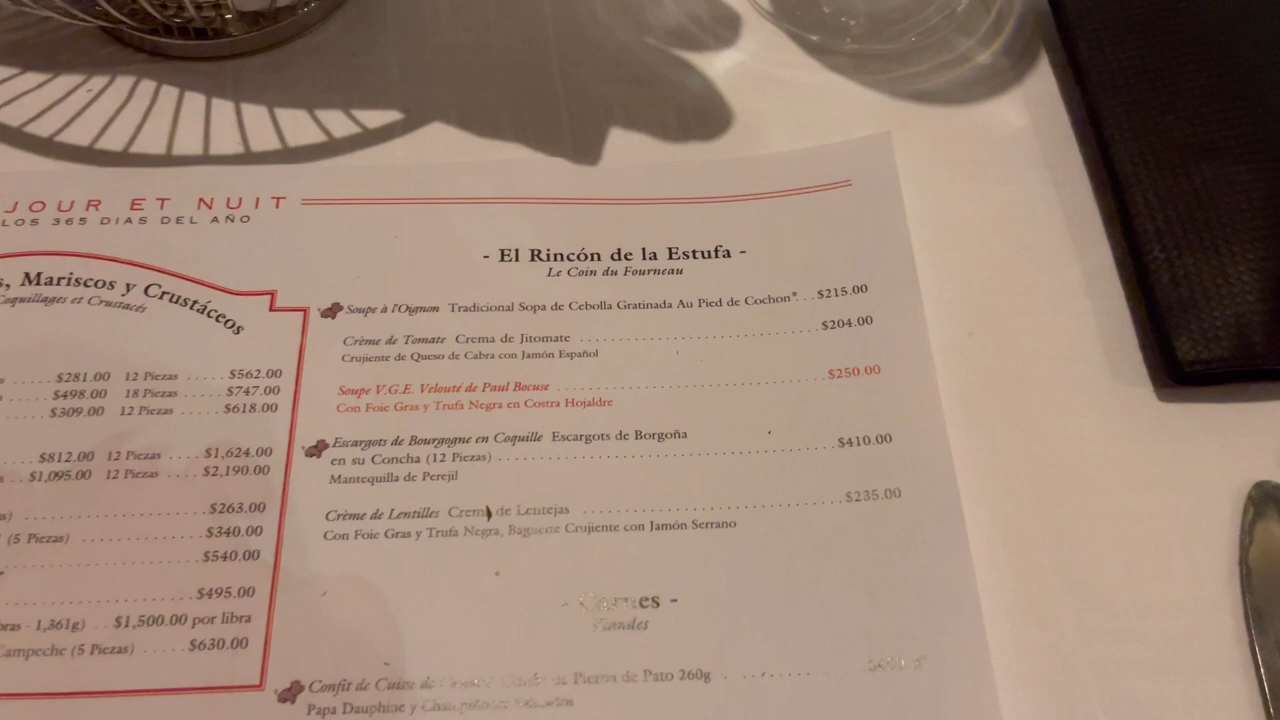 JOUR ET NUIT
LOS 365 DIAS DEL AÑO
, Mariscos y Crustáceos
Coquillages et Crustacés
$281.00 12 Piezas ..... $562.00
$498.00 18 Piezas ..... $747.00
$309.00 12 Piezas ..... $618.00
$812.00 12 Piezas .... $1,624.00
$1,095.00 12 Piezas .... $2,190.00
$263.00
(5 Piezas) ............ $340.00
$540.00
$495.00
- 1,361g) .. $1,500.00 por libra
Campeche (5 Piezas) ..... $630.00
- El Rincón de la Estufa -
Le Coin du Fourneau
Soupe à l'Oignon Tradicional Sopa de Cebolla Gratinada Au Pied de Cochon®. . . $215.00
Crème de Tomate Crema de Jitomate ............ $204.00
Crujiente de Queso de Cabra con Jamón Español
Soupe V.G.E. Velouté de Paul Bocuse ............ $250.00
Con Foie Gras y Trufa Negra en Costra Hojaldre
Escargots de Bourgogne en Coquille Escargots de Borgoña
en su Concha (12 Piezas) ............ $410.00
Mantequilla de Perejil
Crème de Lentilles Crema de Lentejas ............ $235.00
Con Foie Gras y Trufa Negra, Baguette Crujiente con Jamón Serrano
- Carnes -
Viandes
Confit de Cuisse de Pierna de Pato 260g
Papa Dauphine y